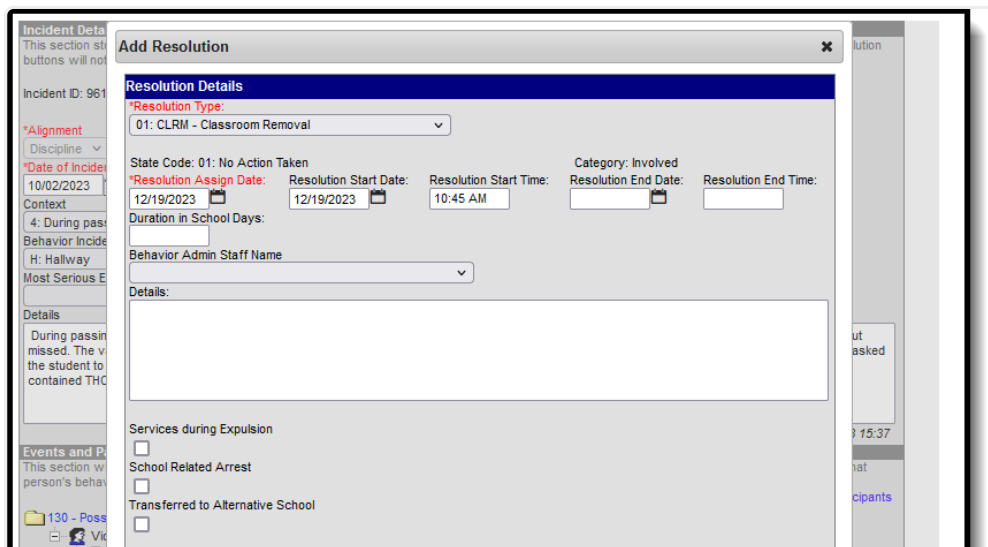 Incident Deta
This section sto
lution
buttons will not
Incident ID: 961
*Alignment
Discipline
*Date of Incider
10/02/2023
Context
4: During pass
Behavior Incide
H: Hallway
Most Serious E
Details
During passin
ut
missed. The va
asked
the student to
contained THC
15:37
Events and Pa
This section w
hat
person's behav
cipants
130 - Poss
Vic
Add Resolution
Resolution Details
*Resolution Type:
01: CLRM - Classroom Removal
State Code: 01: No Action Taken Category: Involved
*Resolution Assign Date: Resolution Start Date: Resolution Start Time: Resolution End Date: Resolution End Time:
12/19/2023 12/19/2023 10:45 AM
Duration in School Days:
Behavior Admin Staff Name
Details:
Services during Expulsion
School Related Arrest
Transferred to Alternative School